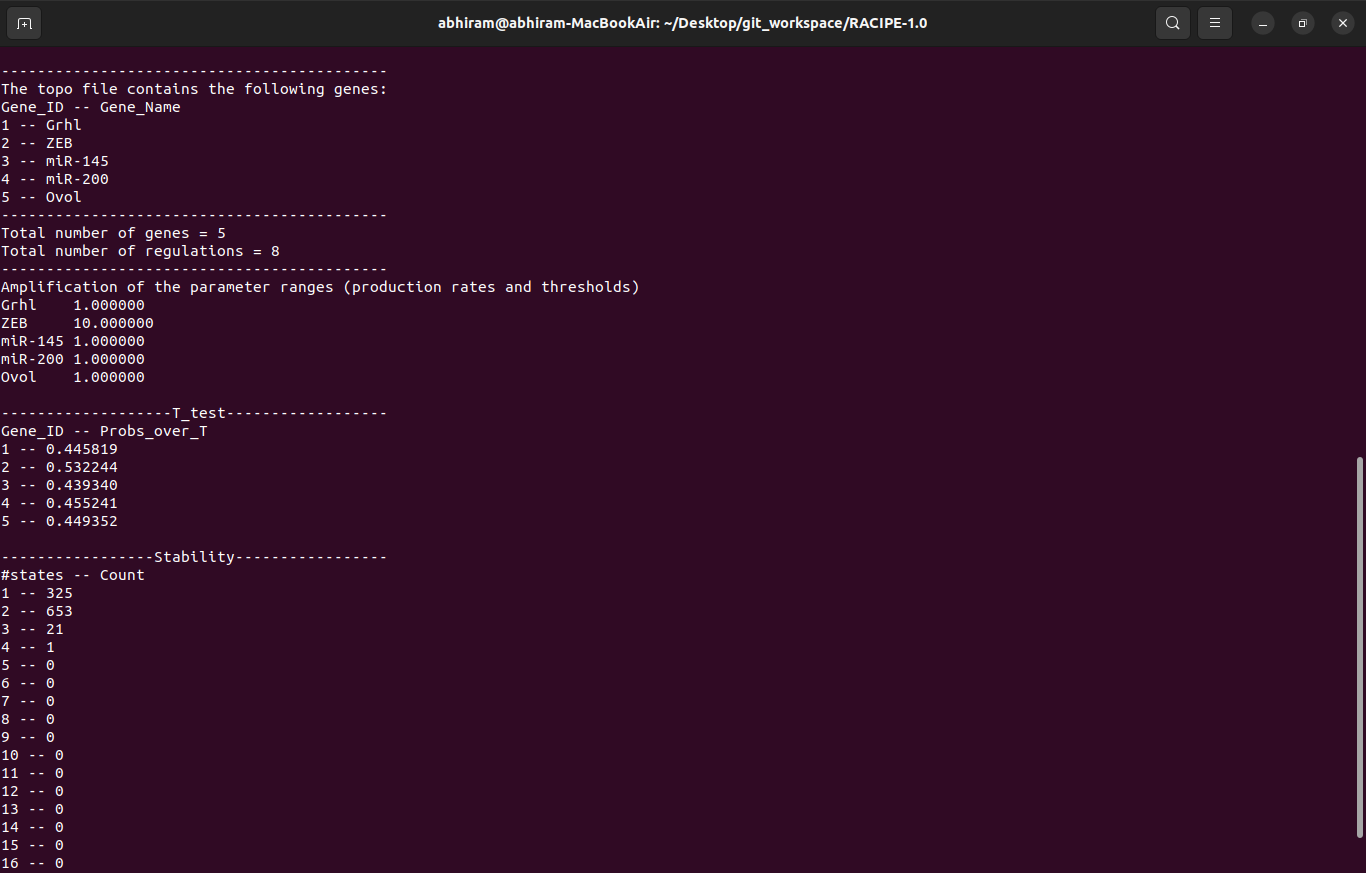 abhiram@abhiram-MacBookAir: ~/Desktop/git_workspace/RACIPE-1.0
-------------------------------------------
The topo file contains the following genes:
Gene_ID -- Gene_Name
1 -- Grhl
2 -- ZEB
3 -- miR-145
4 -- miR-200
5 -- Ovol
-------------------------------------------
Total number of genes = 5
Total number of regulations = 8
-------------------------------------------
Amplification of the parameter ranges (production rates and thresholds)
Grhl    1.000000
ZEB     10.000000
miR-145 1.000000
miR-200 1.000000
Ovol    1.000000
-------------------T_test------------------
Gene_ID -- Probs_over_T
1 -- 0.445819
2 -- 0.532244
3 -- 0.439340
4 -- 0.455241
5 -- 0.449352
-----------------Stability-----------------
#states -- Count
1 -- 325
2 -- 653
3 -- 21
4 -- 1
5 -- 0
6 -- 0
7 -- 0
8 -- 0
9 -- 0
10 -- 0
11 -- 0
12 -- 0
13 -- 0
14 -- 0
15 -- 0
16 -- 0